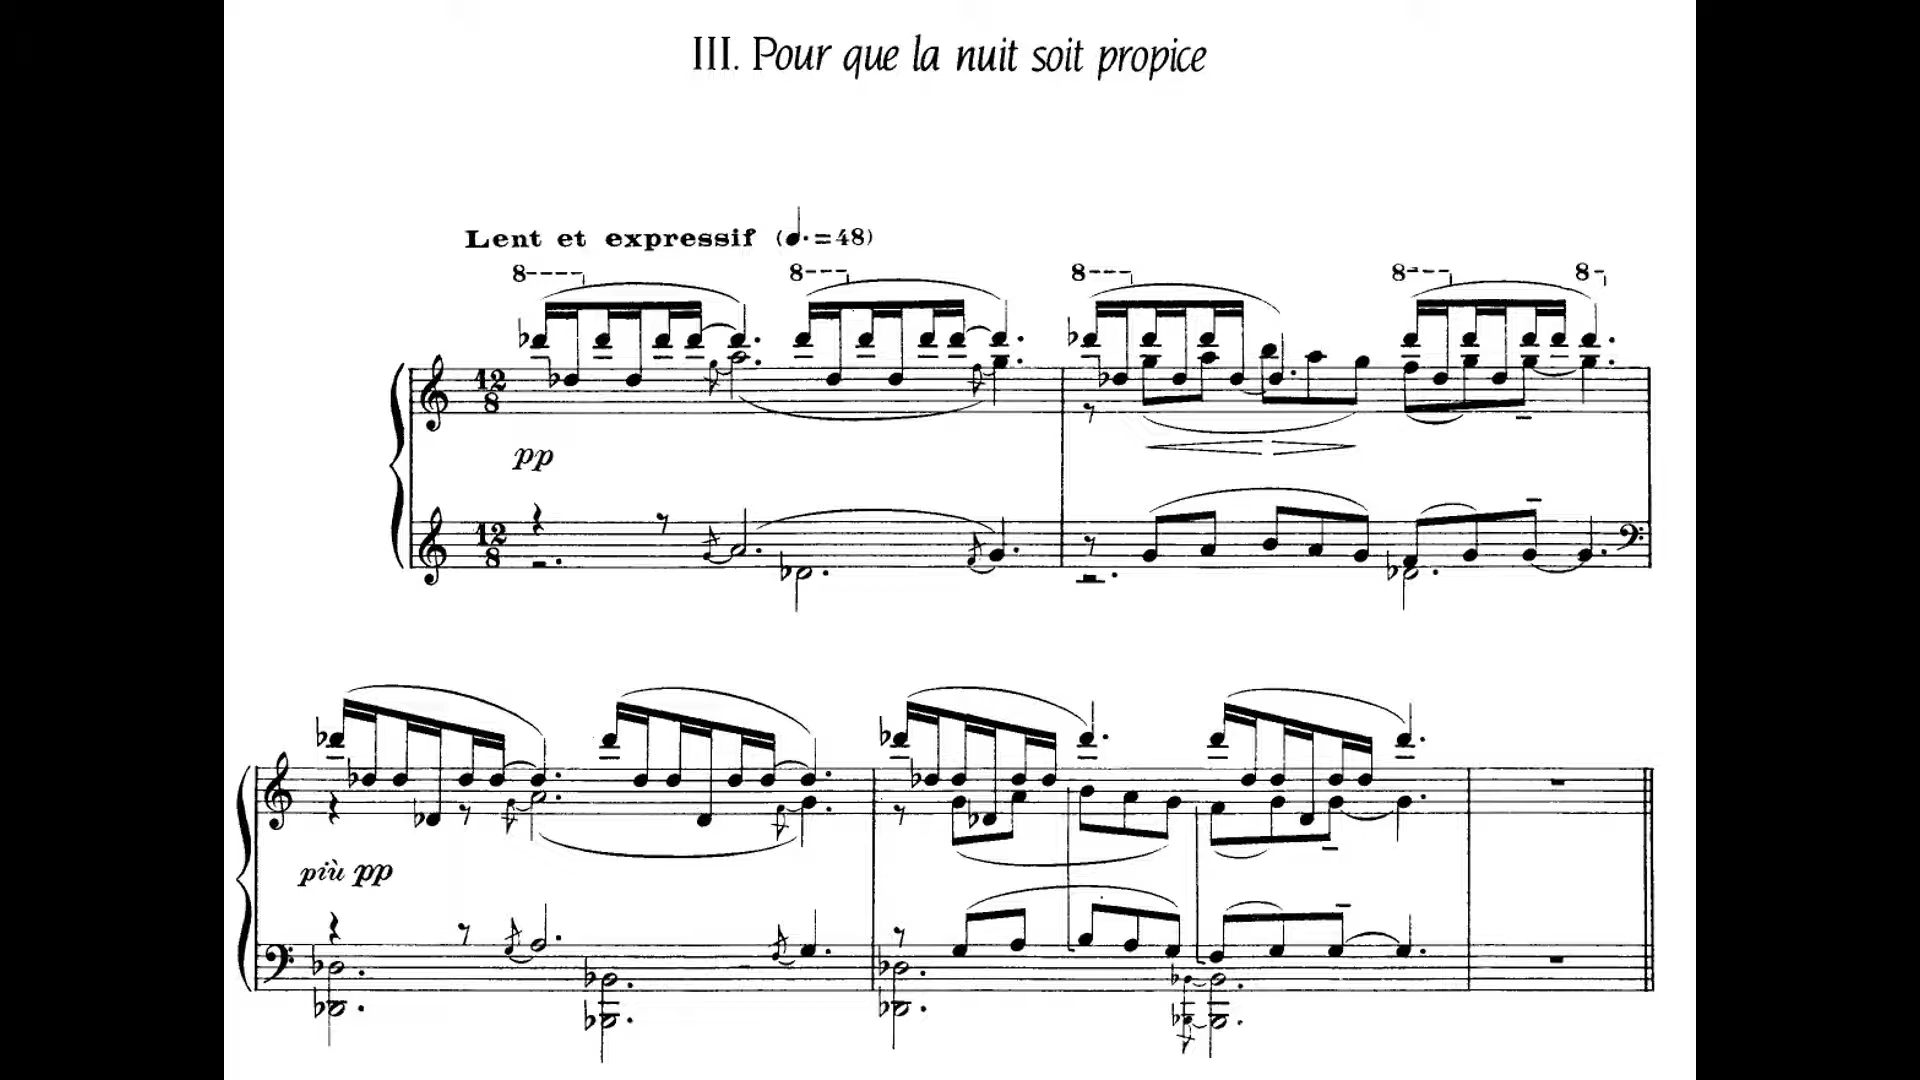 III. Pour que la nuit soit propice
Lent et expressif (♩.=48)
8 8 8 8 8
12
8
pp
12
8
più pp